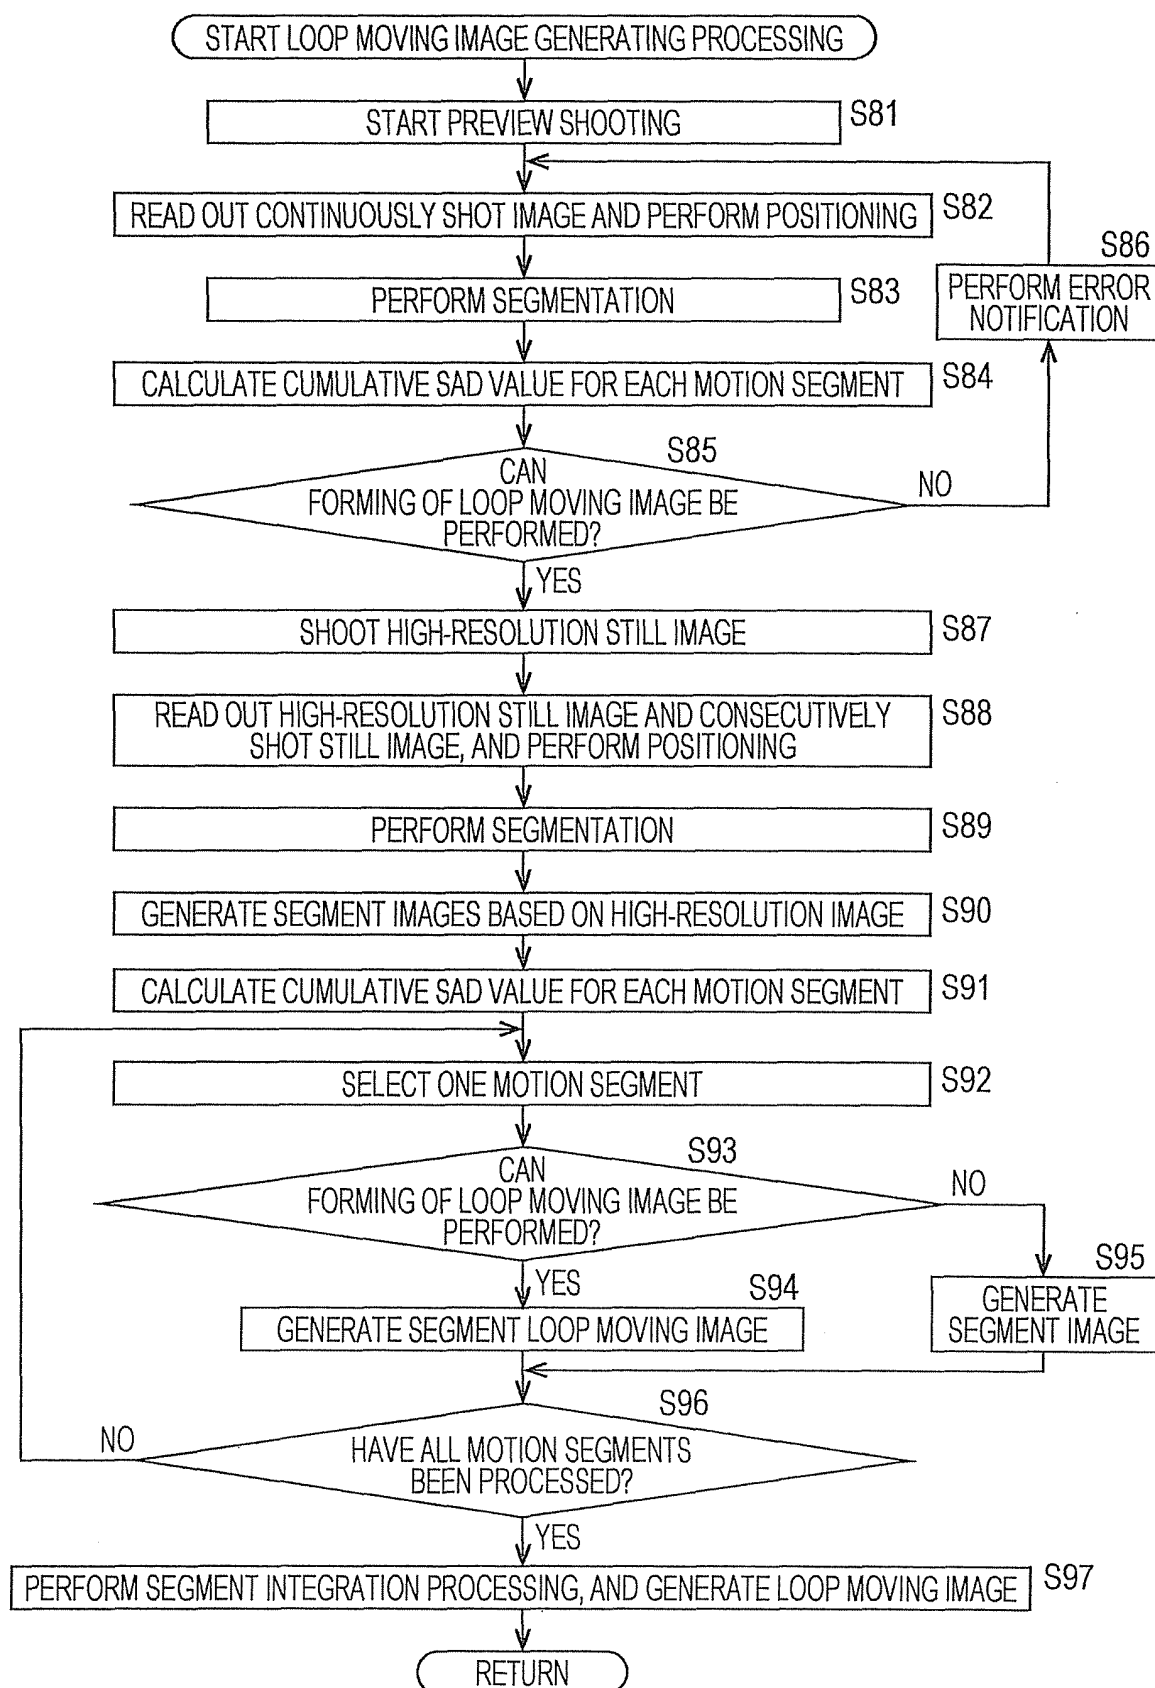 START LOOP MOVING IMAGE GENERATING PROCESSING
START PREVIEW SHOOTING
S81
READ OUT CONTINUOUSLY SHOT IMAGE AND PERFORM POSITIONING
S82
S86
PERFORM ERROR
NOTIFICATION
PERFORM SEGMENTATION
S83
CALCULATE CUMULATIVE SAD VALUE FOR EACH MOTION SEGMENT
S84
S85
CAN
FORMING OF LOOP MOVING IMAGE BE
PERFORMED?
NO
YES
SHOOT HIGH-RESOLUTION STILL IMAGE
S87
READ OUT HIGH-RESOLUTION STILL IMAGE AND CONSECUTIVELY
SHOT STILL IMAGE, AND PERFORM POSITIONING
S88
PERFORM SEGMENTATION
S89
GENERATE SEGMENT IMAGES BASED ON HIGH-RESOLUTION IMAGE
S90
CALCULATE CUMULATIVE SAD VALUE FOR EACH MOTION SEGMENT
S91
SELECT ONE MOTION SEGMENT
S92
S93
CAN
FORMING OF LOOP MOVING IMAGE BE
PERFORMED?
NO
YES
S94
GENERATE SEGMENT LOOP MOVING IMAGE
S95
GENERATE
SEGMENT IMAGE
S96
NO
HAVE ALL MOTION SEGMENTS
BEEN PROCESSED?
YES
PERFORM SEGMENT INTEGRATION PROCESSING, AND GENERATE LOOP MOVING IMAGE
S97
RETURN